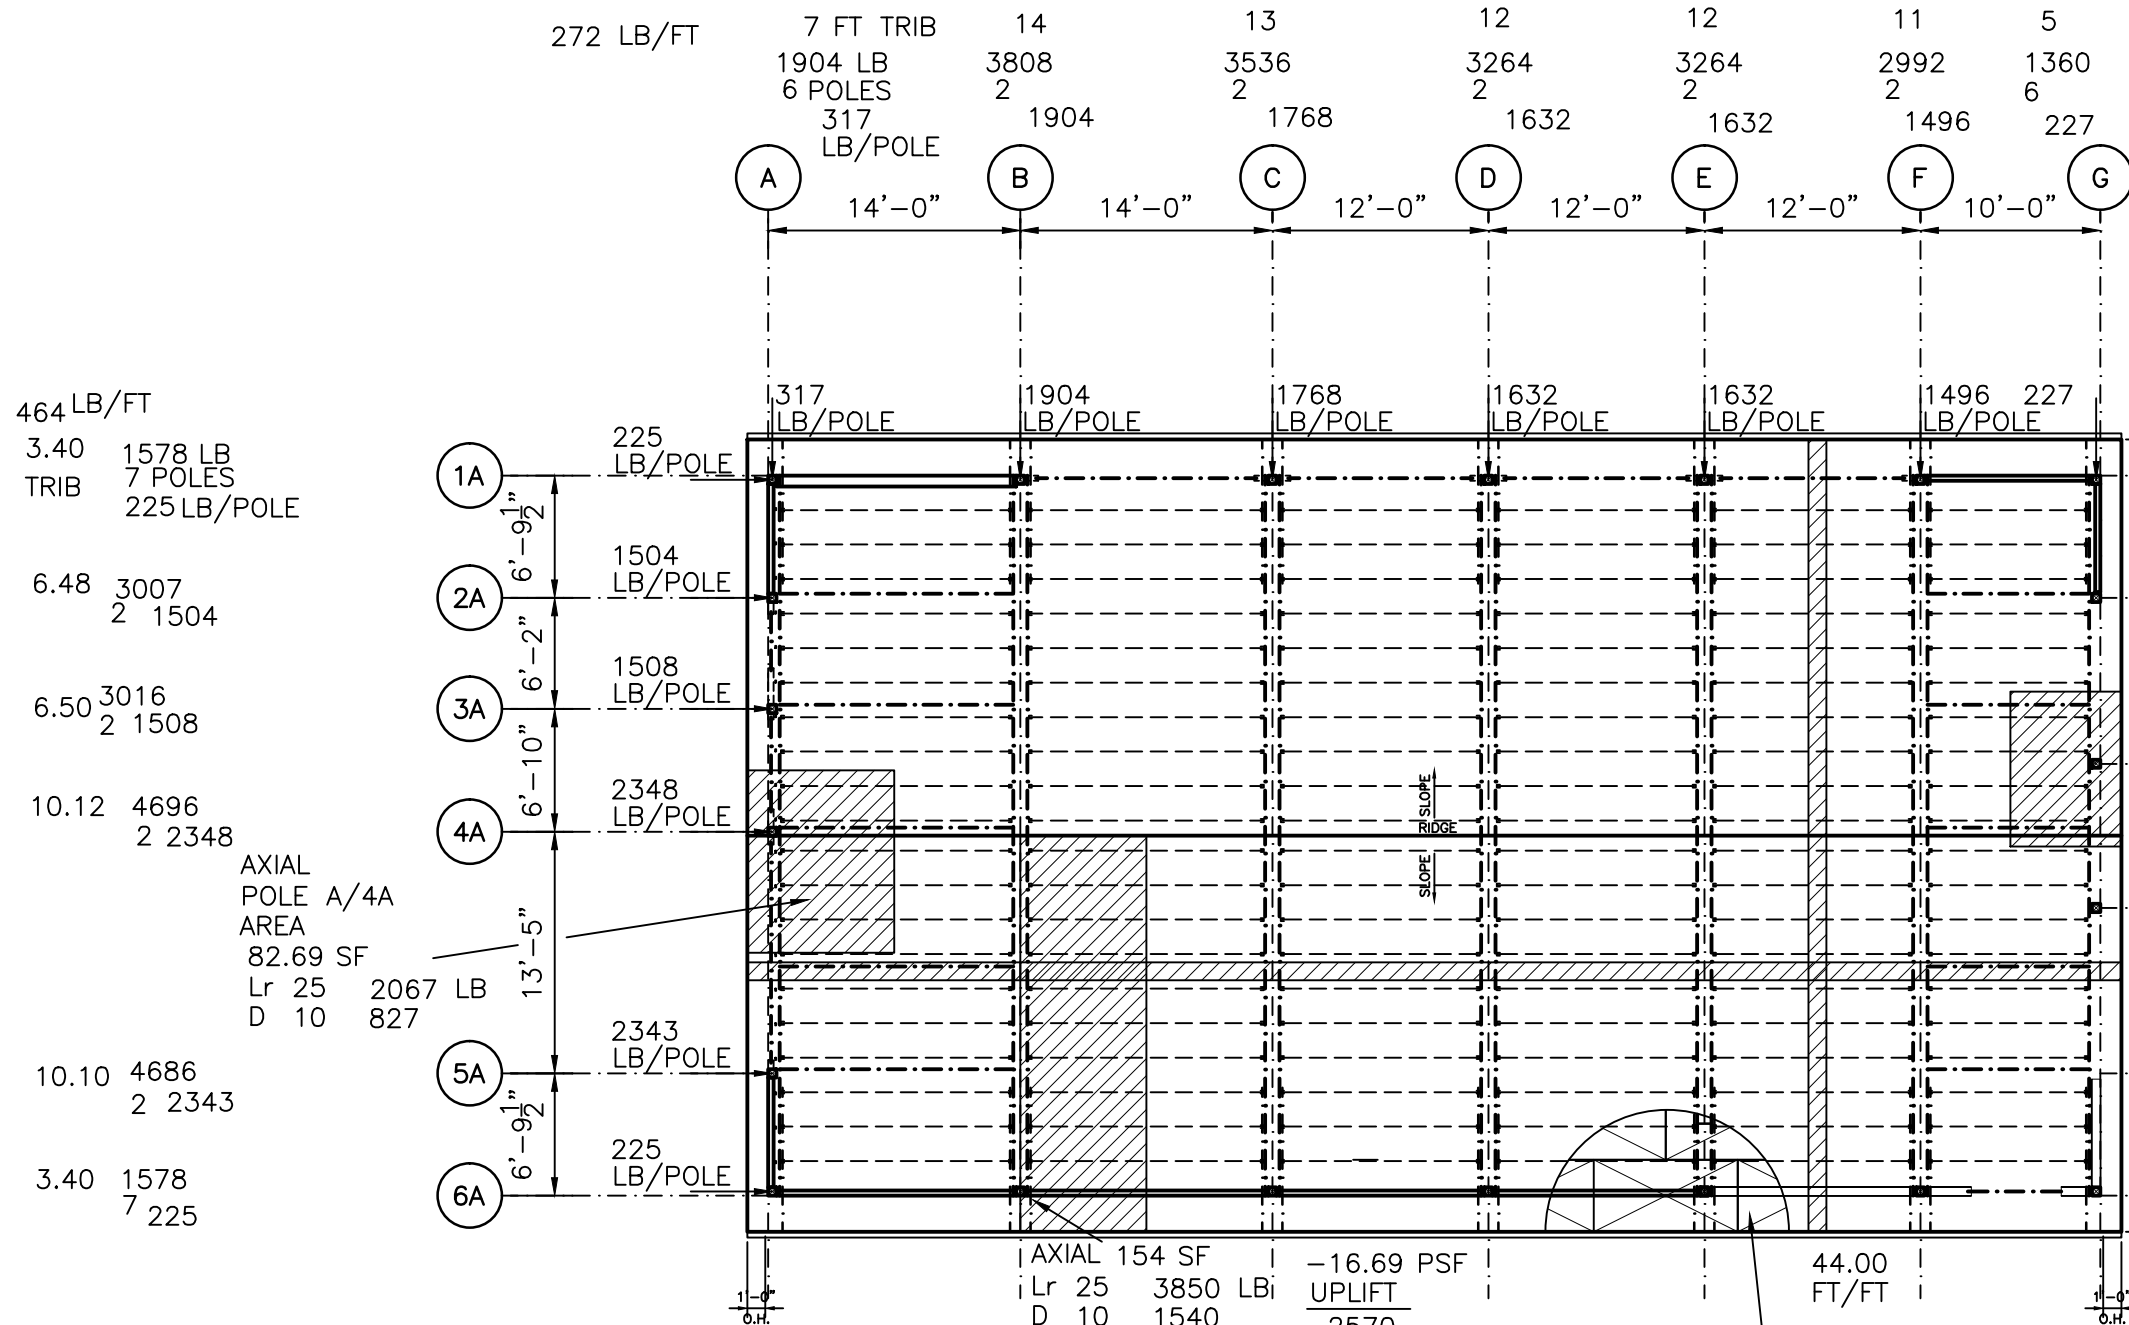 272 LB/FT
7 FT TRIB 14 13 12 12 11 5
1904 LB 3808 3536 3264 3264 2992 1360
6 POLES 2 2 2 2 2 6
317 1904 1768 1632 1632 1496 227
LB/POLE
A B C D E F G
14'-0" 14'-0" 12'-0" 12'-0" 12'-0" 10'-0"
317 1904 1768 1632 1632 1496 227
LB/POLE LB/POLE LB/POLE LB/POLE LB/POLE LB/POLE
464 LB/FT
3.40 1578 LB
TRIB 7 POLES
225 LB/POLE
225
LB/POLE
1A
6'-9 1/2"
6.48 3007
2 1504
1504
LB/POLE
2A
6'-2"
6.50 3016
2 1508
1508
LB/POLE
3A
6'-10"
10.12 4696
2 2348
2348
LB/POLE
4A
SLOPE
RIDGE
SLOPE
AXIAL
POLE A/4A
AREA
82.69 SF
Lr 25 2067 LB
D 10 827
13'-5"
10.10 4686
2 2343
2343
LB/POLE
5A
6'-9 1/2"
3.40 1578
7 225
225
LB/POLE
6A
AXIAL 154 SF
Lr 25 3850 LB
D 10 1540
-16.69 PSF
UPLIFT
2570
44.00
FT/FT
1'-0"
O.H.
1'-0"
O.H.